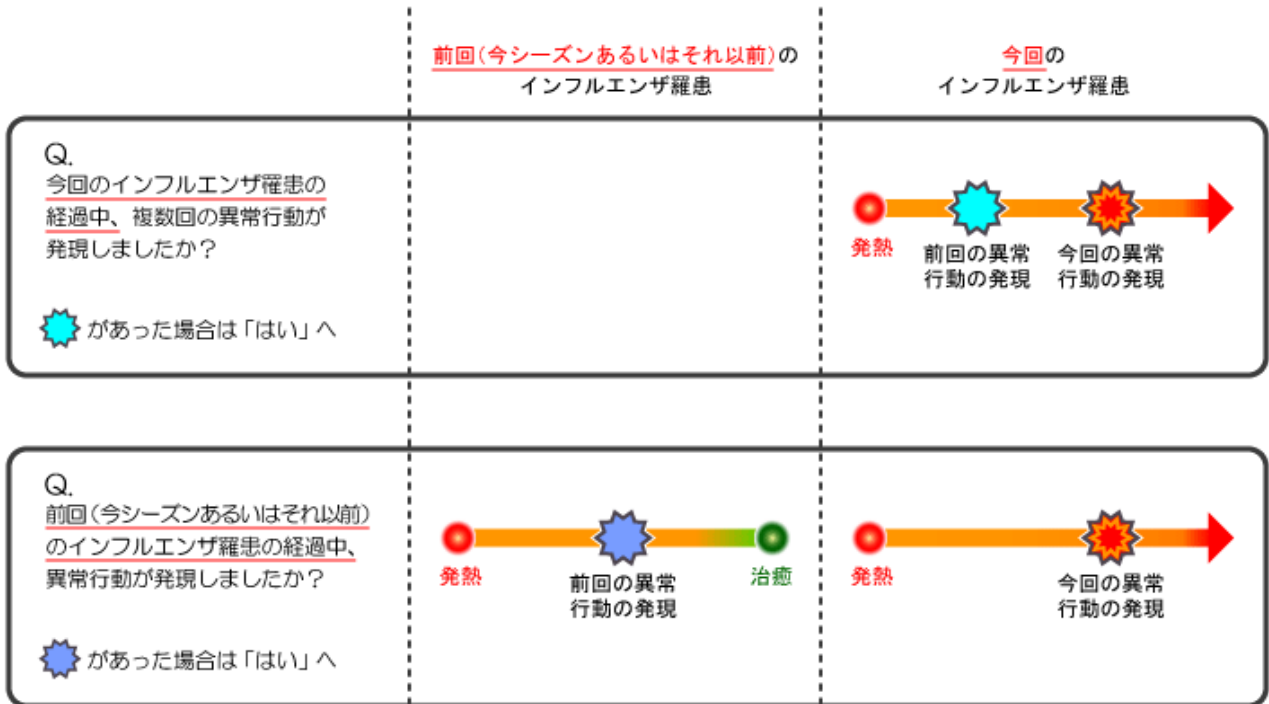 前回(今シーズンあるいはそれ以前)の
インフルエンザ罹患
今回の
インフルエンザ罹患
Q.
今回のインフルエンザ罹患の
経過中、複数回の異常行動が
発現しましたか?
があった場合は「はい」へ
発熱
前回の異常
行動の発現
今回の異常
行動の発現
Q.
前回(今シーズンあるいはそれ以前)
のインフルエンザ罹患の経過中、
異常行動が発現しましたか?
があった場合は「はい」へ
発熱
前回の異常
行動の発現
治癒
発熱
今回の異常
行動の発現